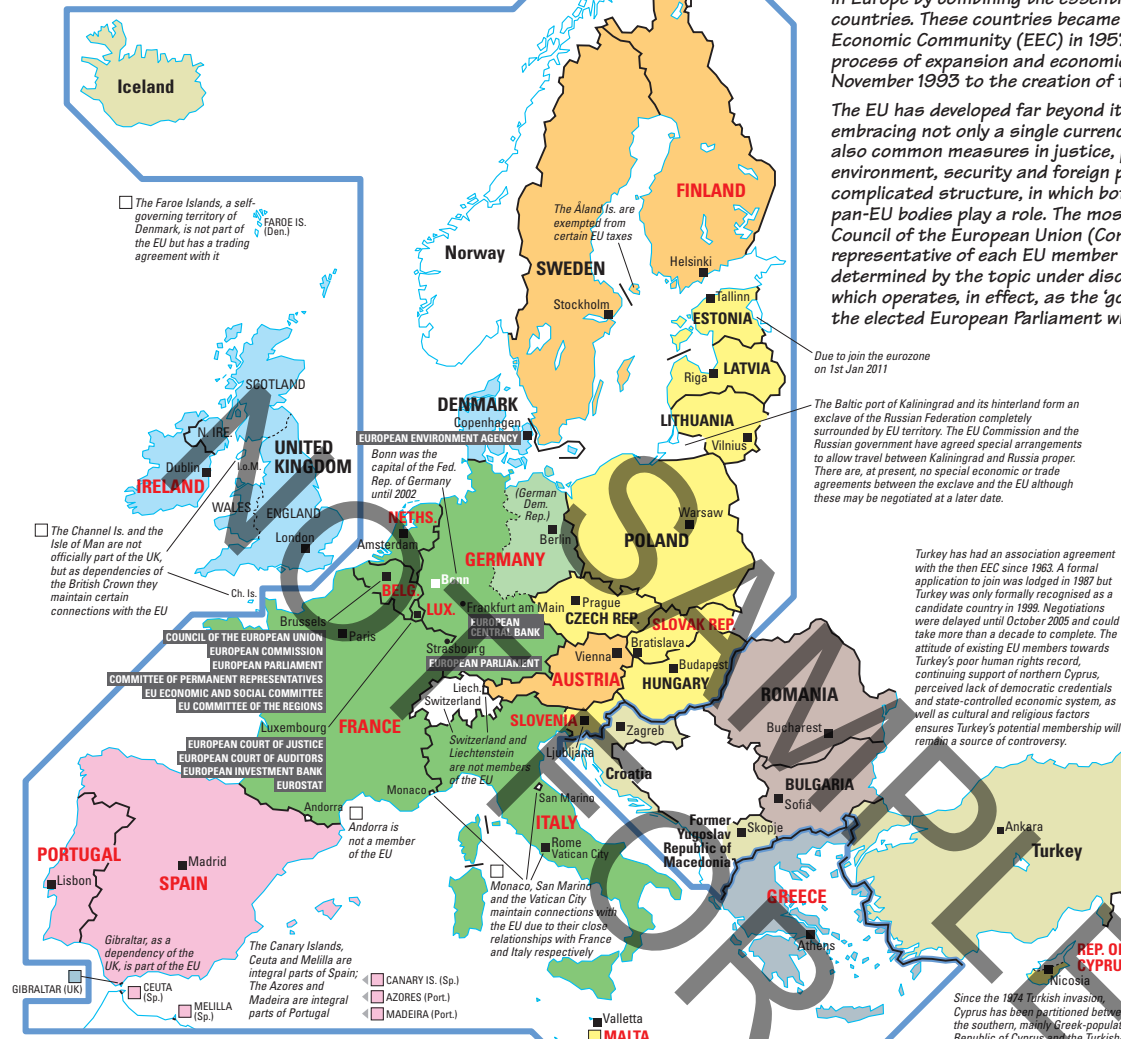 in Europe by combining the essenti
countries. These countries became
Economic Community (EEC) in 195
process of expansion and economic
November 1993 to the creation of t
The EU has developed far beyond it
embracing not only a single currenc
also common measures in justice, p
environment, security and foreign p
complicated structure, in which bot
pan-EU bodies play a role. The mos
Council of the European Union (Cor
representative of each EU member
determined by the topic under disc
which operates, in effect, as the 'go
the elected European Parliament wh
Iceland
The Faroe Islands, a self-
governing territory of
Denmark, is not part of
the EU but has a trading
agreement with it
FAROE IS.
(Den.)
Norway
SWEDEN
FINLAND
The Åland Is. are
exempted from
certain EU taxes
Helsinki
Stockholm
Tallinn
ESTONIA
Due to join the eurozone
on 1st Jan 2011
Riga
LATVIA
LITHUANIA
Vilnius
The Baltic port of Kaliningrad and its hinterland form an
exclave of the Russian Federation completely
surrounded by EU territory. The EU Commission and the
Russian government have agreed special arrangements
to allow travel between Kaliningrad and Russia proper.
There are, at present, no special economic or trade
agreements between the exclave and the EU although
these may be negotiated at a later date.
SCOTLAND
N. IRE.
UNITED
KINGDOM
Dublin
IRELAND
I.o.M.
WALES
ENGLAND
London
The Channel Is. and the
Isle of Man are not
officially part of the UK,
but as dependencies of
the British Crown they
maintain certain
connections with the EU
Ch. Is.
DENMARK
Copenhagen
EUROPEAN ENVIRONMENT AGENCY
Bonn was the
capital of the Fed.
Rep. of Germany
until 2002
(German
Dem.
Rep.)
Berlin
NETHS.
Amsterdam
GERMANY
Bonn
BELG.
LUX.
Frankfurt am Main
EUROPEAN
CENTRAL BANK
Brussels
Paris
Strasbourg
EUROPEAN PARLIAMENT
COUNCIL OF THE EUROPEAN UNION
EUROPEAN COMMISSION
EUROPEAN PARLIAMENT
COMMITTEE OF PERMANENT REPRESENTATIVES
EU ECONOMIC AND SOCIAL COMMITTEE
EU COMMITTEE OF THE REGIONS
Luxembourg
EUROPEAN COURT OF JUSTICE
EUROPEAN COURT OF AUDITORS
EUROPEAN INVESTMENT BANK
EUROSTAT
FRANCE
Warsaw
POLAND
Prague
CZECH REP.
SLOVAK REP.
Bratislava
Vienna
AUSTRIA
Budapest
HUNGARY
Liech.
Switzerland
Switzerland and
Liechtenstein
are not members
of the EU
SLOVENIA
Ljubljana
Zagreb
Croatia
ROMANIA
Bucharest
BULGARIA
Sofia
Former
Yugoslav
Republic of
Macedonia
Skopje
Turkey has had an association agreement
with the then EEC since 1963. A formal
application to join was lodged in 1987 but
Turkey was only formally recognised as a
candidate country in 1999. Negotiations
were delayed until October 2005 and could
take more than a decade to complete. The
attitude of existing EU members towards
Turkey's poor human rights record,
continuing support of northern Cyprus,
perceived lack of democratic credentials
and state-controlled economic system, as
well as cultural and religious factors
ensures Turkey's potential membership will
remain a source of controversy.
Ankara
Turkey
GREECE
Athens
Monaco
San Marino
ITALY
Rome
Vatican City
Monaco, San Marino
and the Vatican City
maintain connections with
the EU due to their close
relationships with France
and Italy respectively
Andorra
Andorra is
not a member
of the EU
PORTUGAL
Lisbon
Madrid
SPAIN
Gibraltar, as a
dependency of the
UK, is part of the EU
GIBRALTAR (UK)
CEUTA
(Sp.)
MELILLA
(Sp.)
The Canary Islands,
Ceuta and Melilla are
integral parts of Spain;
The Azores and
Madeira are integral
parts of Portugal
CANARY IS. (Sp.)
AZORES (Port.)
MADEIRA (Port.)
Valletta
MALTA
REP. O
CYPRU
Nicosia
Since the 1974 Turkish invasion,
Cyprus has been partitioned betwe
the southern, mainly Greek-populat
Republic of Cyprus and the Turkish-
SAMPLE
NOT FOR